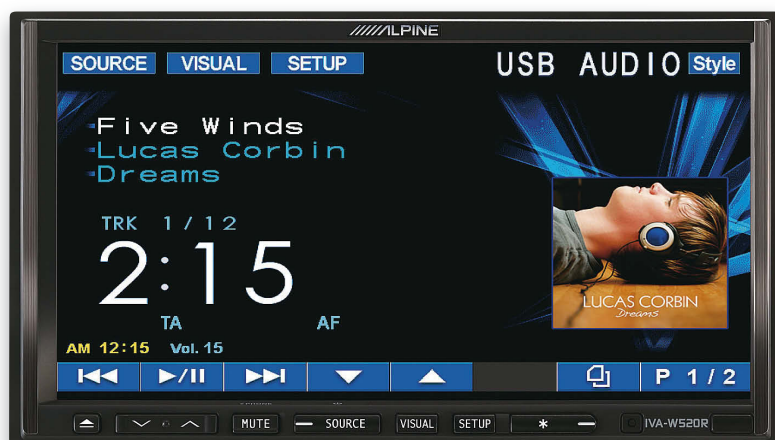 ALPINE
SOURCE VISUAL SETUP USB AUDIO Style
Five Winds
Lucas Corbin
Dreams
TRK 1/12
2:15
TA AF
AM 12:15 Vol. 15
LUCAS CORBIN
Dreams
P 1/2
MUTE SOURCE VISUAL SETUP * IVA-W520R